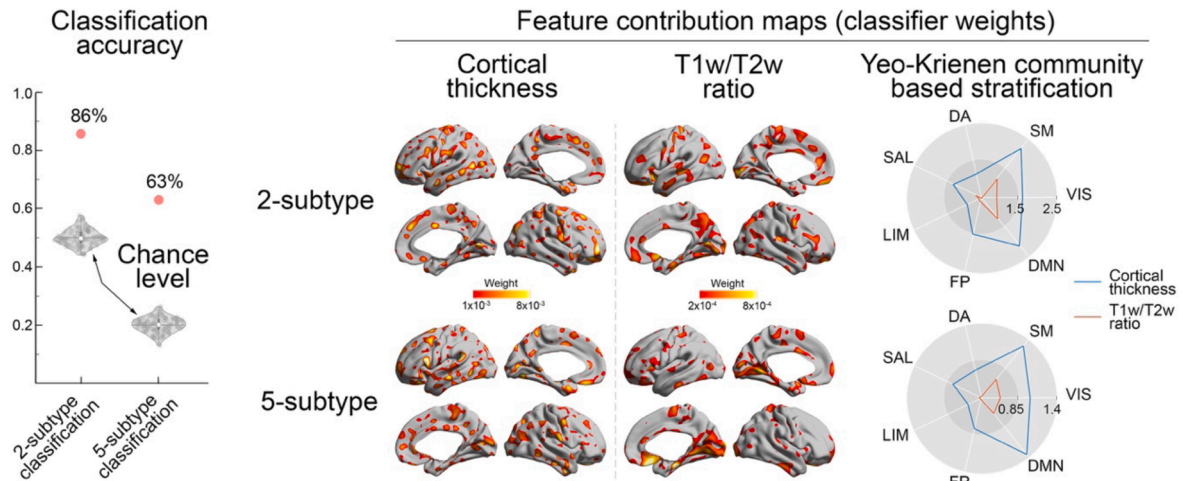 Classification
accuracy
1.0
0.8
0.6
0.4
0.2
86%
63%
Chance
level
2-subtype
classification
5-subtype
classification
Feature contribution maps (classifier weights)
Cortical
thickness
T1w/T2w
ratio
Yeo-Krienen community
based stratification
2-subtype
5-subtype
Weight
1x10⁻³ 8x10⁻³
Weight
2x10⁻⁴ 8x10⁻⁴
DA
SM
SAL
VIS
1.5 2.5
LIM
DMN
FP
Cortical
thickness
T1w/T2w
ratio
DA
SM
SAL
VIS
0.85 1.4
LIM
DMN